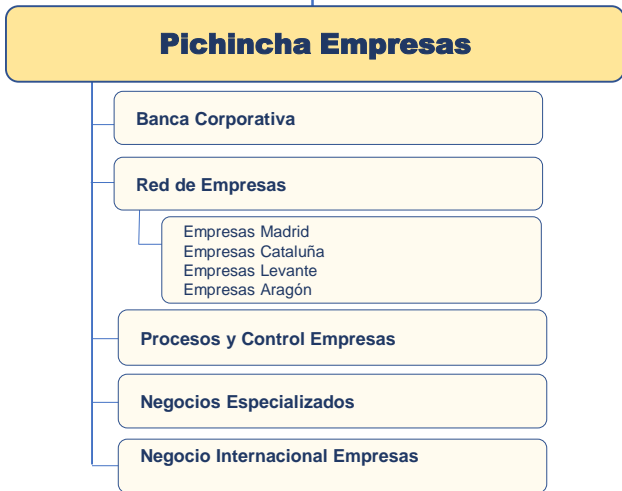 Pichincha Empresas
Banca Corporativa
Red de Empresas
Empresas Madrid
Empresas Cataluña
Empresas Levante
Empresas Aragón
Procesos y Control Empresas
Negocios Especializados
Negocio Internacional Empresas